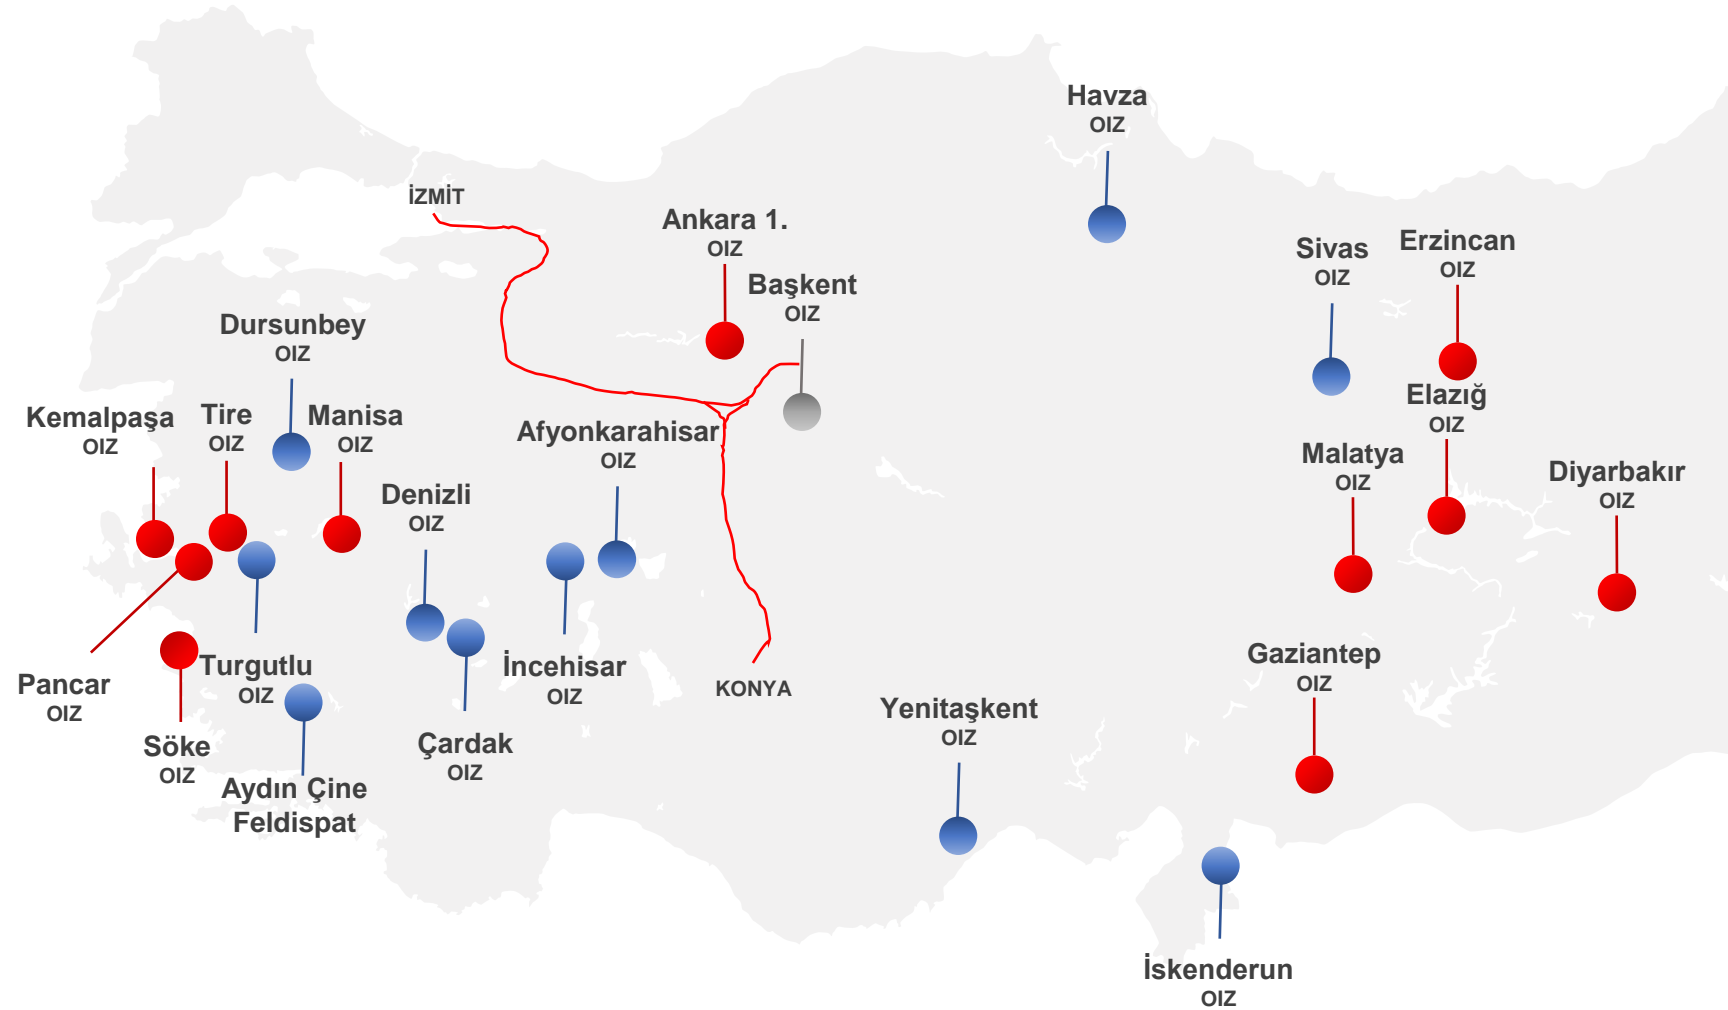 Havza
OIZ
İZMİT
Ankara 1.
OIZ
Sivas
OIZ
Erzincan
OIZ
Başkent
OIZ
Dursunbey
OIZ
Kemalpaşa
OIZ
Tire
OIZ
Manisa
OIZ
Afyonkarahisar
OIZ
Elazığ
OIZ
Malatya
OIZ
Diyarbakır
OIZ
Denizli
OIZ
Pancar
OIZ
Turgutlu
OIZ
İncehisar
OIZ
KONYA
Gaziantep
OIZ
Söke
OIZ
Çardak
OIZ
Yenitaşkent
OIZ
Aydın Çine
Feldispat
İskenderun
OIZ